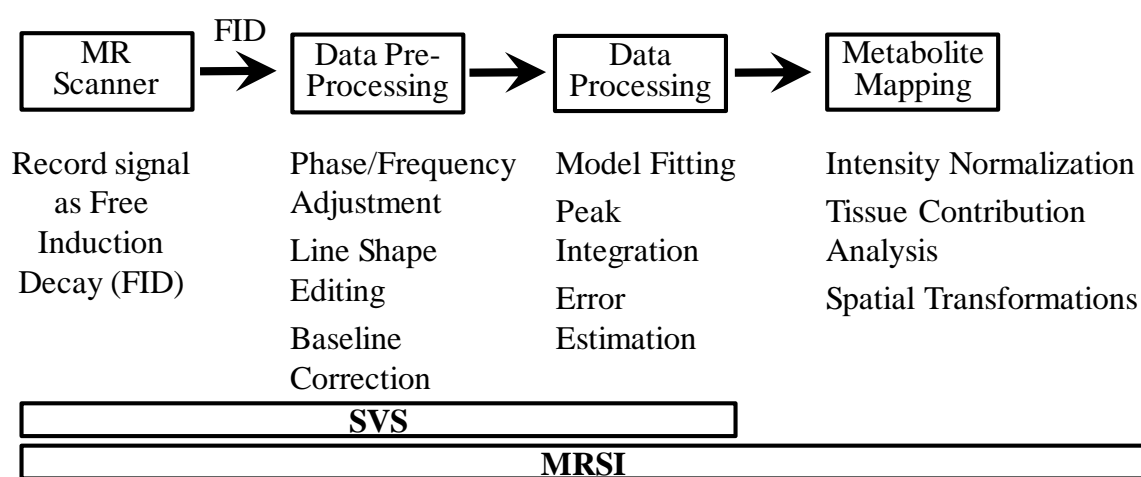 FID
MR
Scanner
Data Pre-
Processing
Data
Processing
Metabolite
Mapping
Record signal
as Free
Induction
Decay (FID)
Phase/Frequency
Adjustment
Line Shape
Editing
Baseline
Correction
Model Fitting
Peak
Integration
Error
Estimation
Intensity Normalization
Tissue Contribution
Analysis
Spatial Transformations
SVS
MRSI